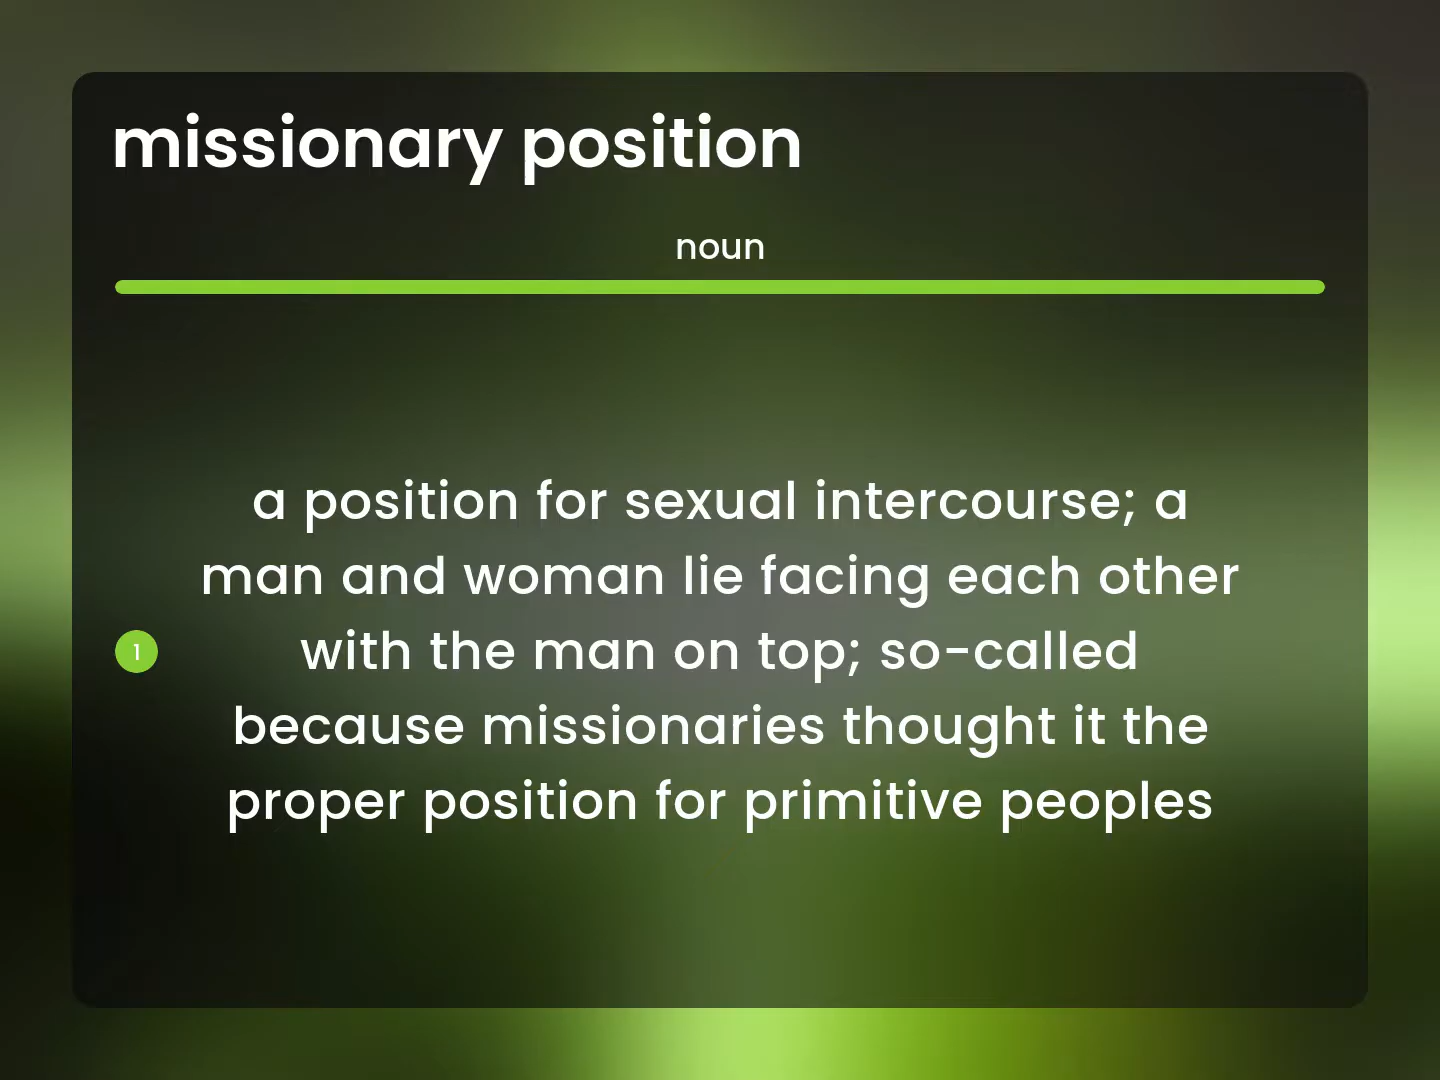 missionary position
noun
a position for sexual intercourse; a
man and woman lie facing each other
1 with the man on top; so-called
because missionaries thought it the
proper position for primitive peoples